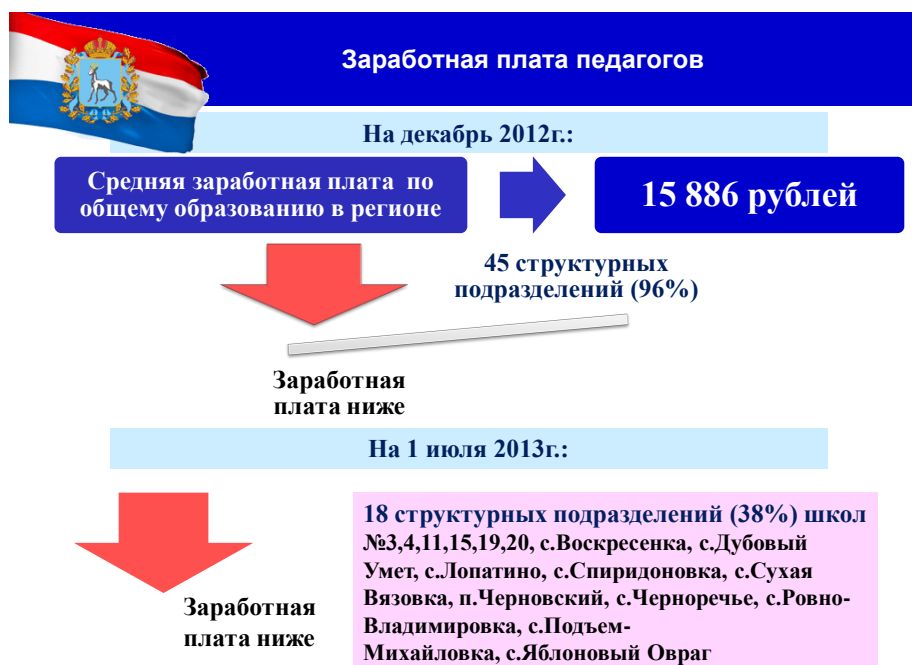 Заработная плата педагогов
На декабрь 2012г.:
Средняя заработная плата по
общему образованию в регионе
15 886 рублей
45 структурных
подразделений (96%)
Заработная
плата ниже
На 1 июля 2013г.:
18 структурных подразделений (38%) школ
№3,4,11,15,19,20, с.Воскресенка, с.Дубовый
Умет, с.Лопатино, с.Спиридоновка, с.Сухая
Вязовка, п.Черновский, с.Черноречье, с.Ровно-
Владимировка, с.Подъем-
Михайловка, с.Яблоновый Овраг
Заработная
плата ниже